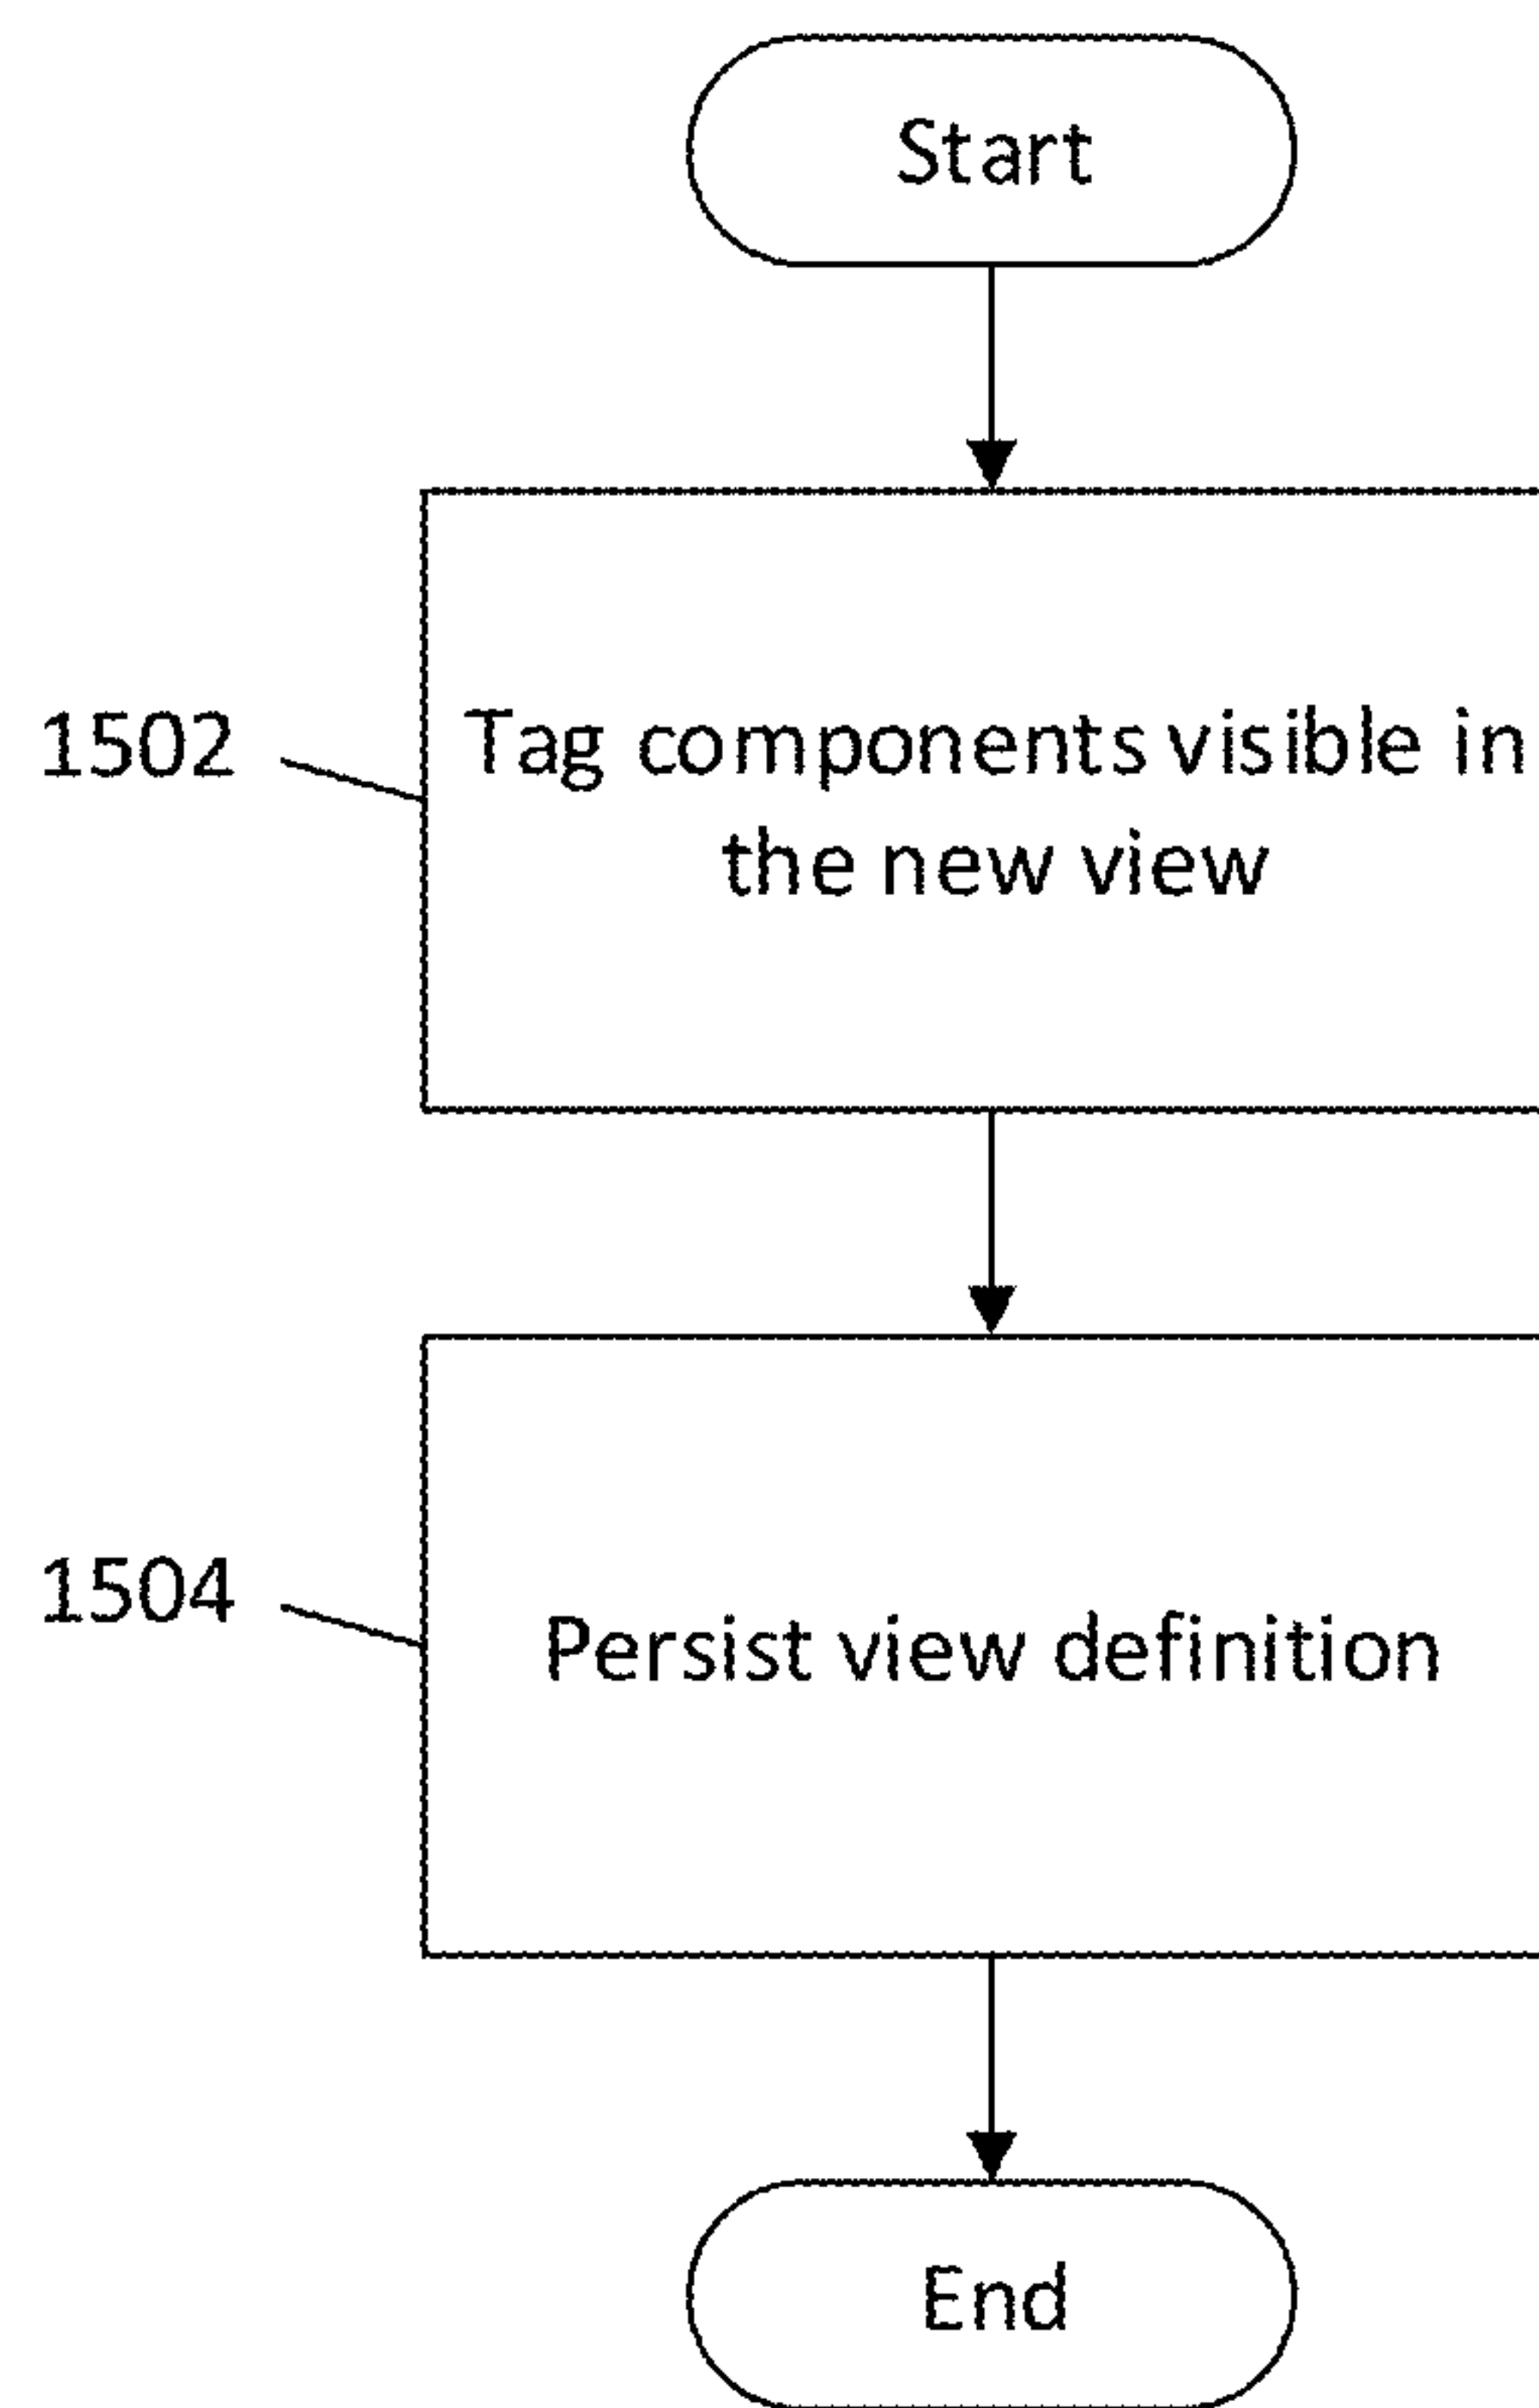 Start
1502
Tag components visible in
the new view
1504
Persist view definition
End